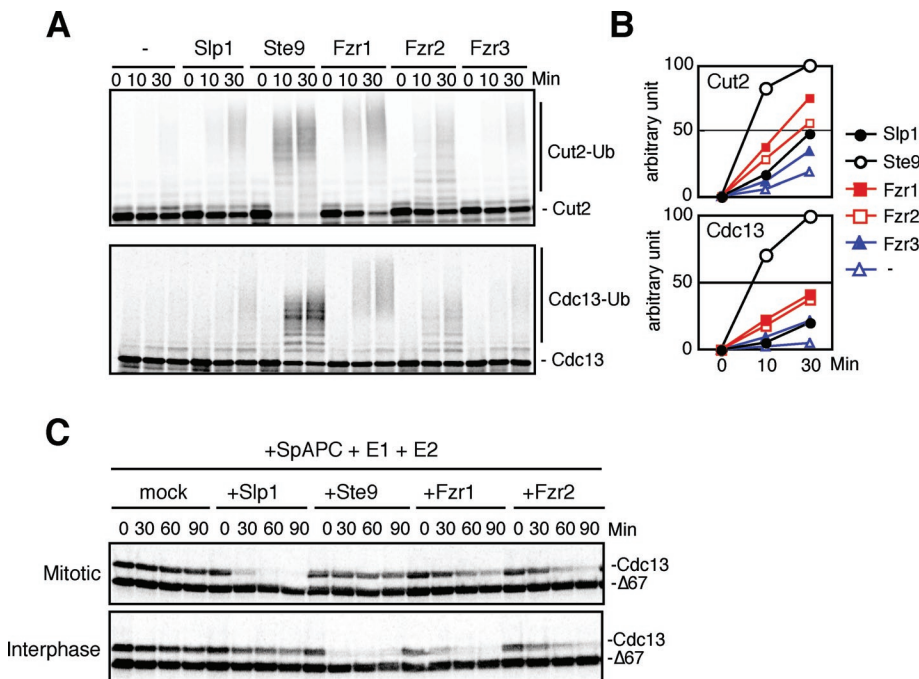 A
- Slp1 Ste9 Fzr1 Fzr2 Fzr3
0 10 30 0 10 30 0 10 30 0 10 30 0 10 30 0 10 30 Min
Cut2-Ub
- Cut2
Cdc13-Ub
- Cdc13
B
100
Cut2
50
0
arbitrary unit
100
Cdc13
50
0
arbitrary unit
0 10 30 Min
Slp1
Ste9
Fzr1
Fzr2
Fzr3
-
C
+SpAPC + E1 + E2
mock +Slp1 +Ste9 +Fzr1 +Fzr2
0 30 60 90 0 30 60 90 0 30 60 90 0 30 60 90 0 30 60 90 Min
Mitotic
-Cdc13
-Δ67
Interphase
-Cdc13
-Δ67